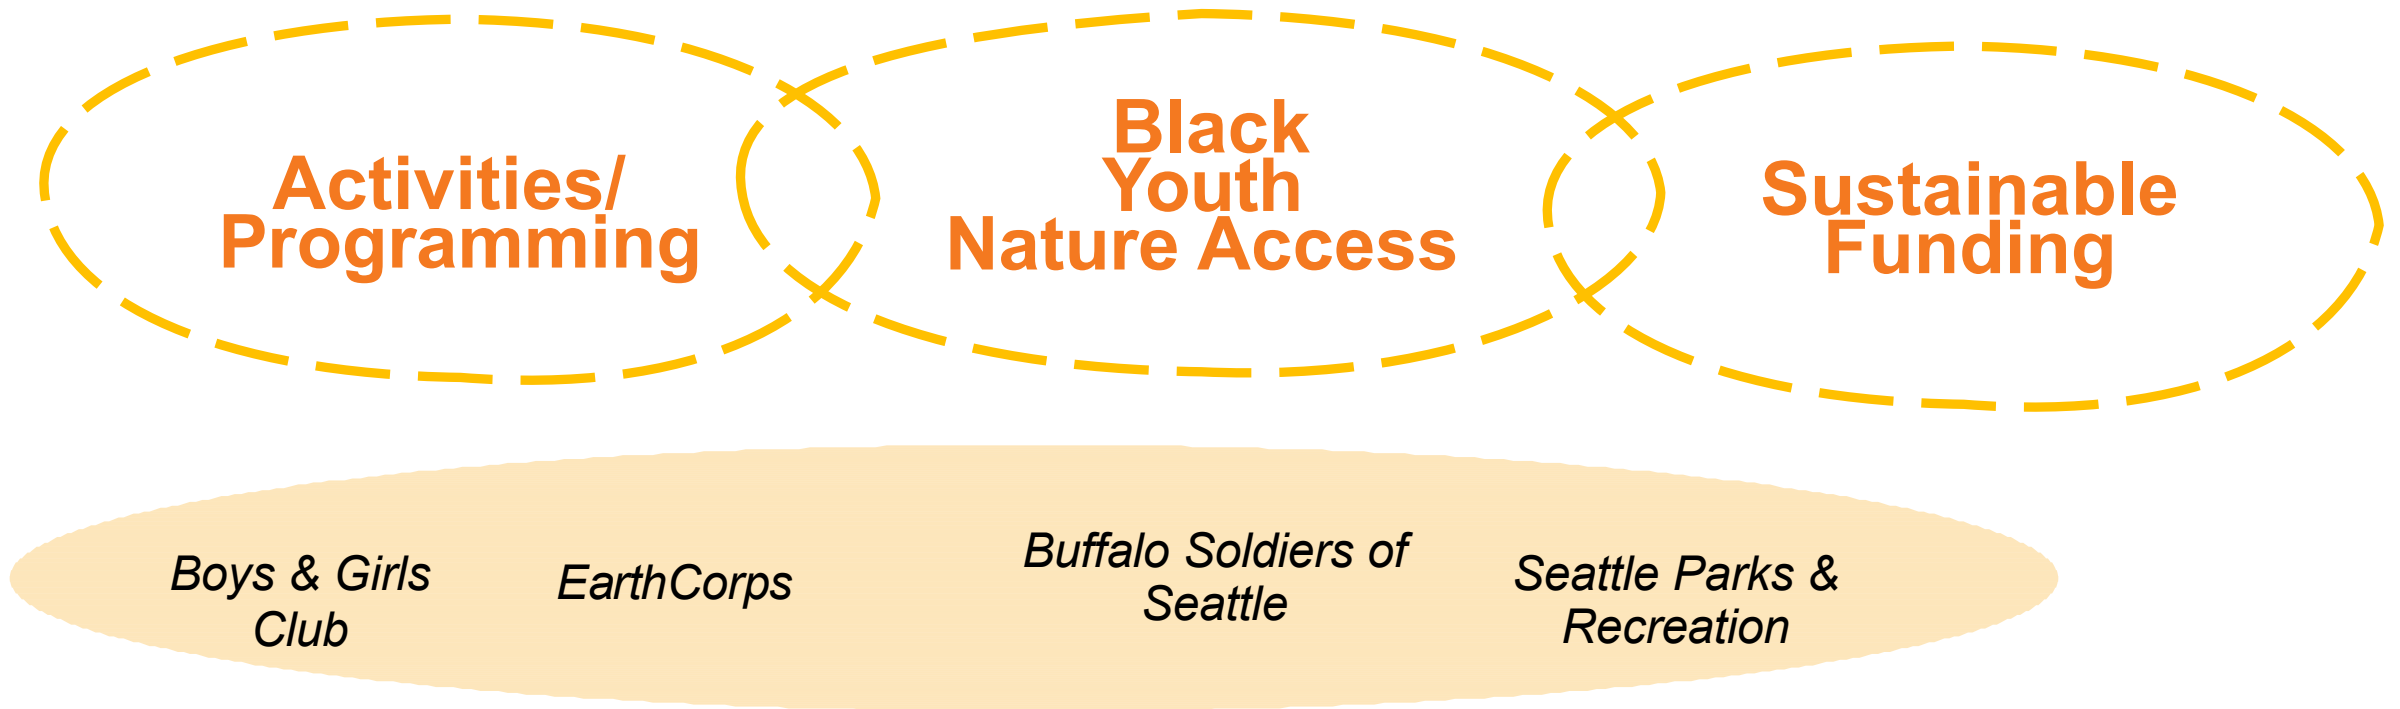 Activities/
Programming
Black
Youth
Nature Access
Sustainable
Funding
Boys & Girls
Club
EarthCorps
Buffalo Soldiers of
Seattle
Seattle Parks &
Recreation